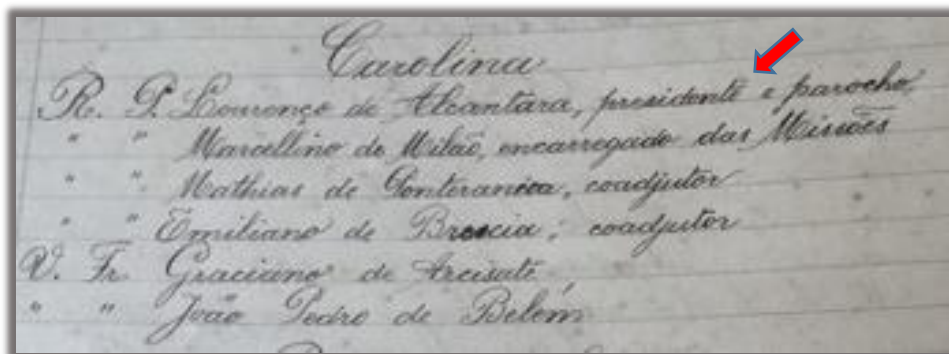 Carolina
R. P. Lourenço de Alcantara, presidente e parocho.
" " Marcellino de Milão, encarregado das Missões
" " Mathias de Ponteranica, coadjutor
" " Emiliano de Brescia, coadjutor
V. Fr. Graciano de Arcisate,
" " João Pedro de Belém